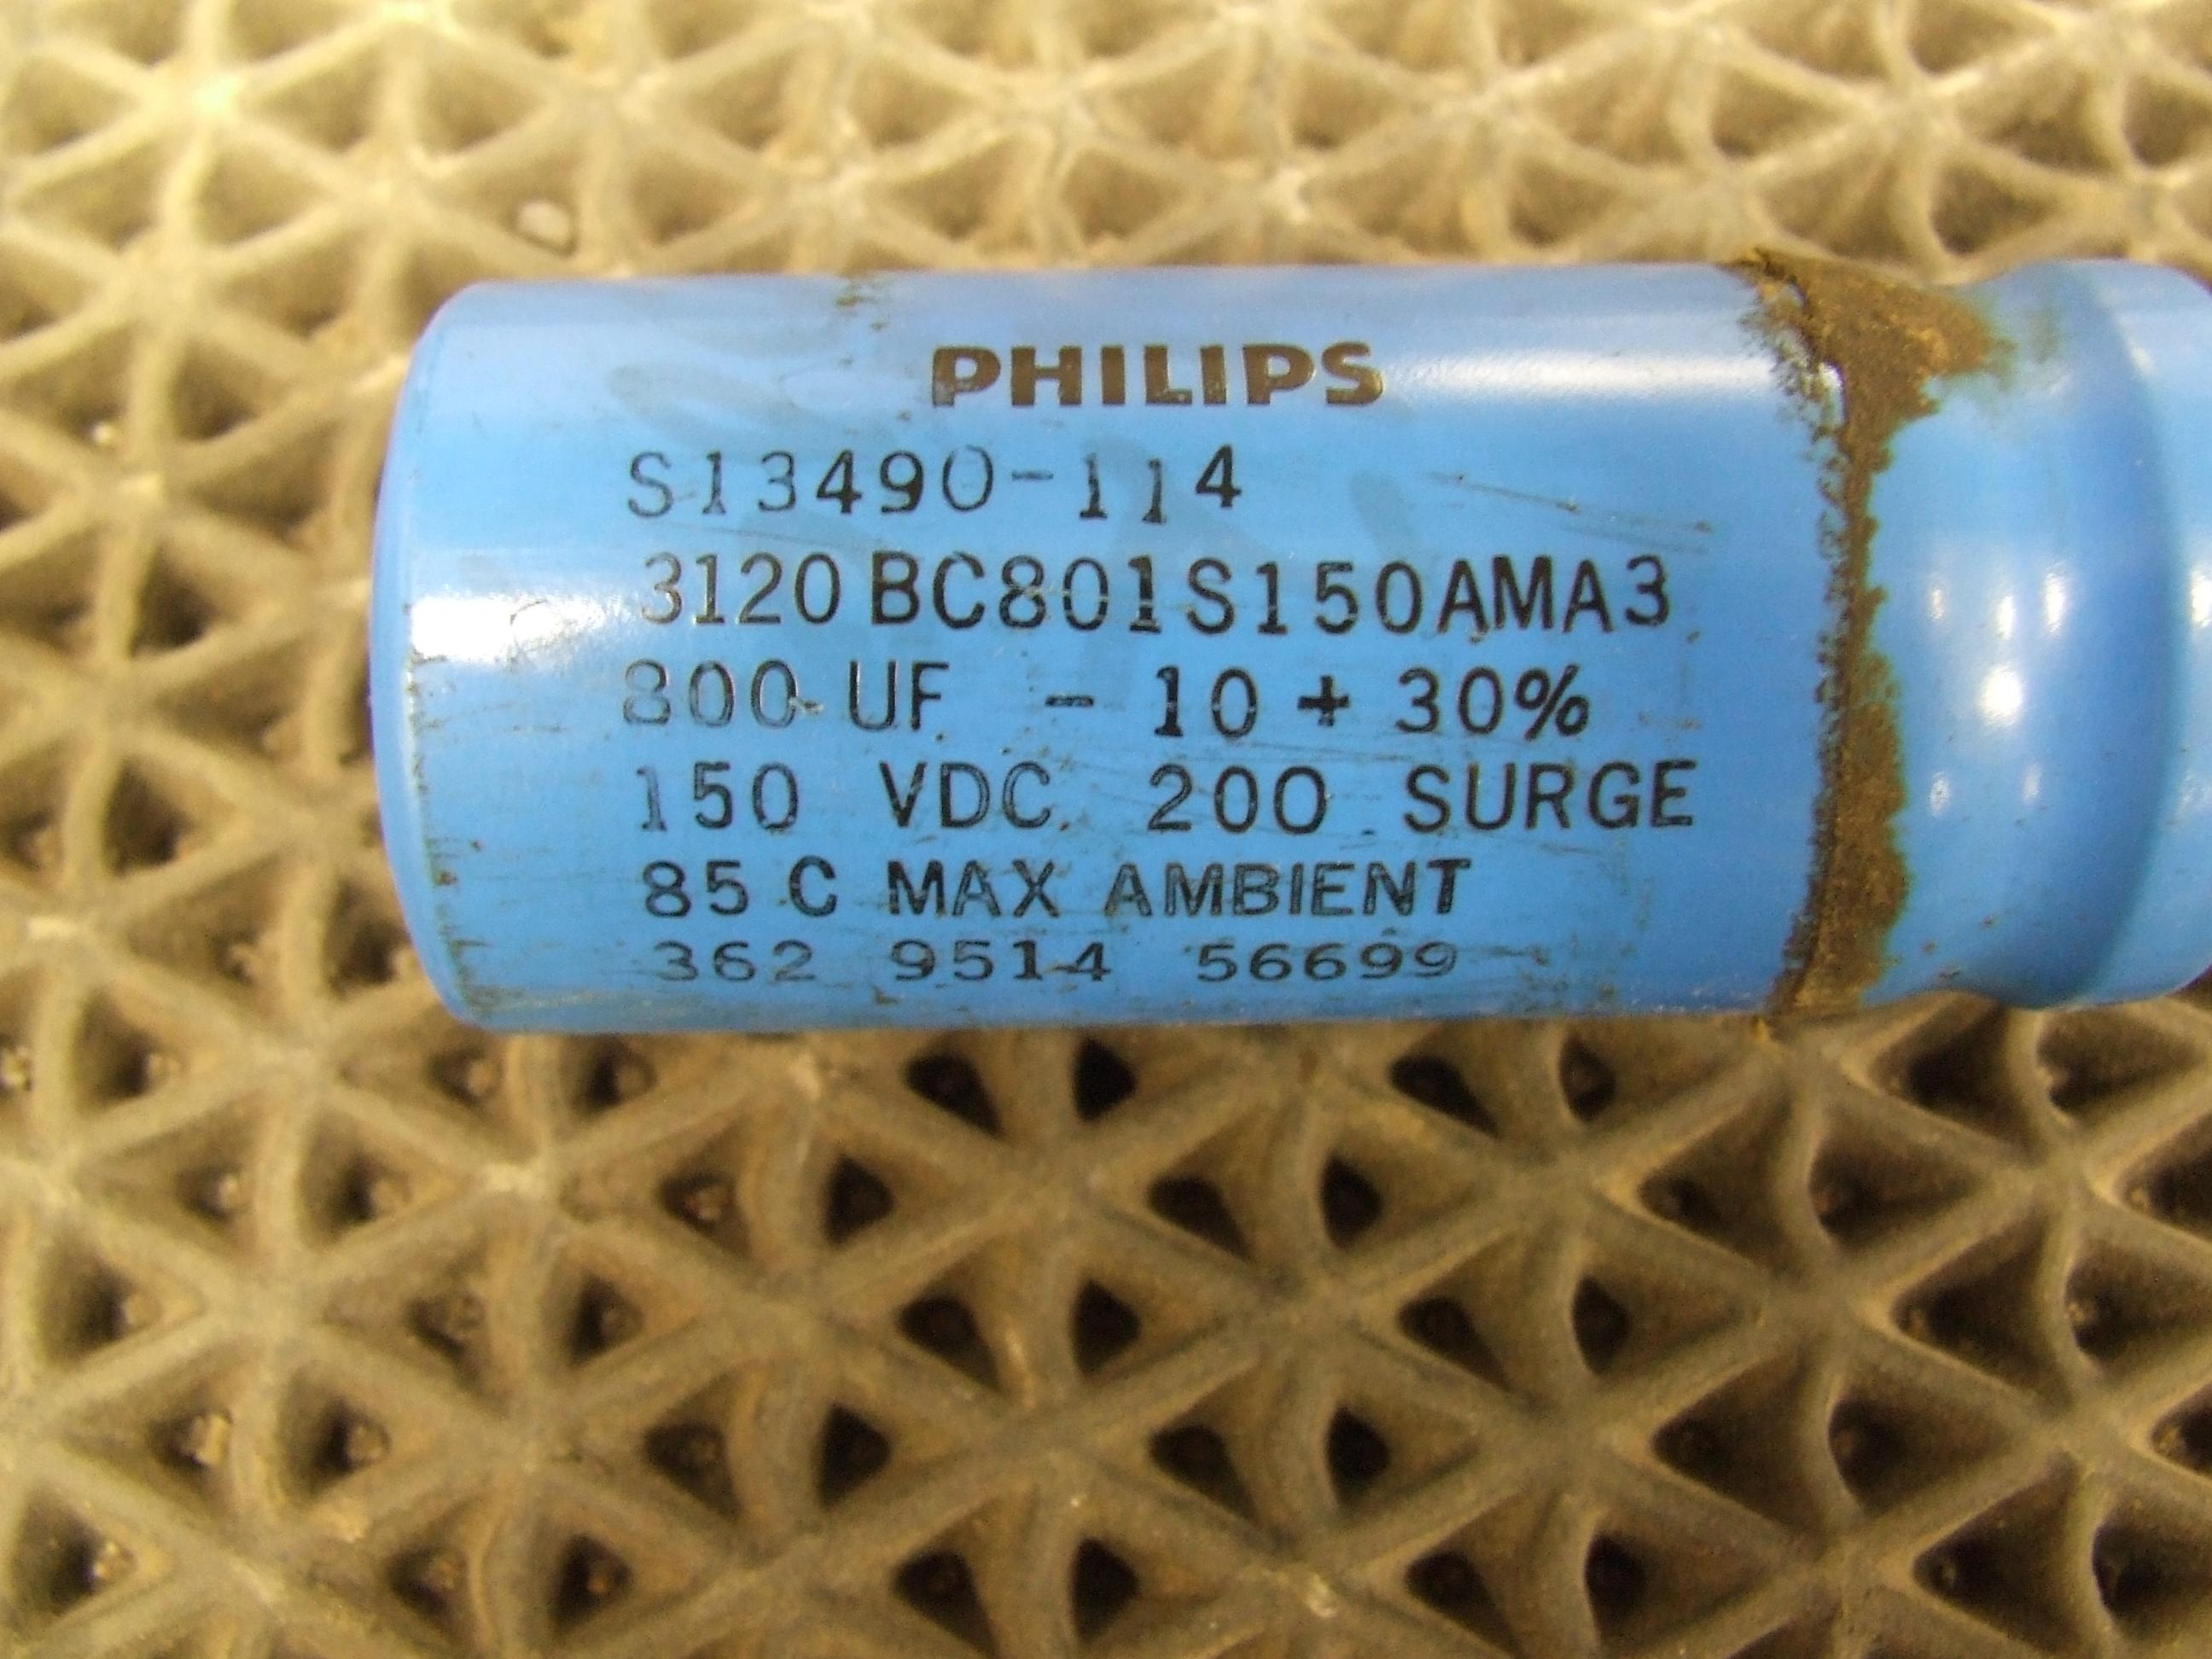 PHILIPS
S13490-114
3120BC801S150AMA3
800 UF - 10 + 30%
150 VDC 200 SURGE
85 C MAX AMBIENT
362 9514 56699